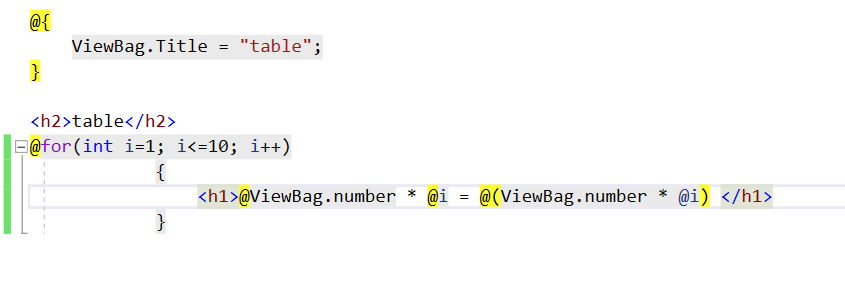 @{
ViewBag.Title = "table";
}
<h2>table</h2>
@for(int i=1; i<=10; i++)
{
<h1>@ViewBag.number * @i = @(ViewBag.number * @i) </h1>
}